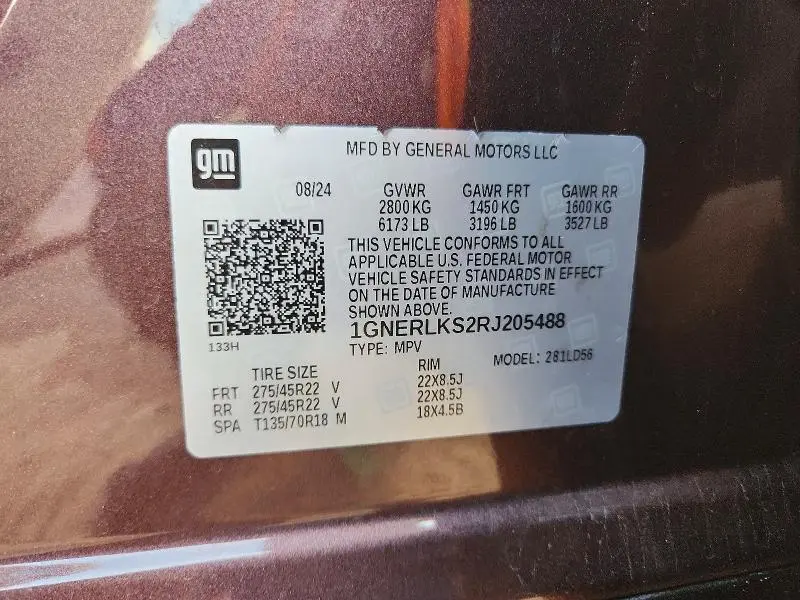 gm
MFD BY GENERAL MOTORS LLC
08/24 GVWR GAWR FRT GAWR RR
2800 KG 1450 KG 1600 KG
6173 LB 3196 LB 3527 LB
THIS VEHICLE CONFORMS TO ALL
APPLICABLE U.S. FEDERAL MOTOR
VEHICLE SAFETY STANDARDS IN EFFECT
ON THE DATE OF MANUFACTURE
SHOWN ABOVE.
1GNERLKS2RJ205488
133H
TYPE: MPV MODEL: 281LD56
TIRE SIZE RIM
FRT 275/45R22 V 22X8.5J
RR 275/45R22 V 22X8.5J
SPA T135/70R18 M 18X4.5B